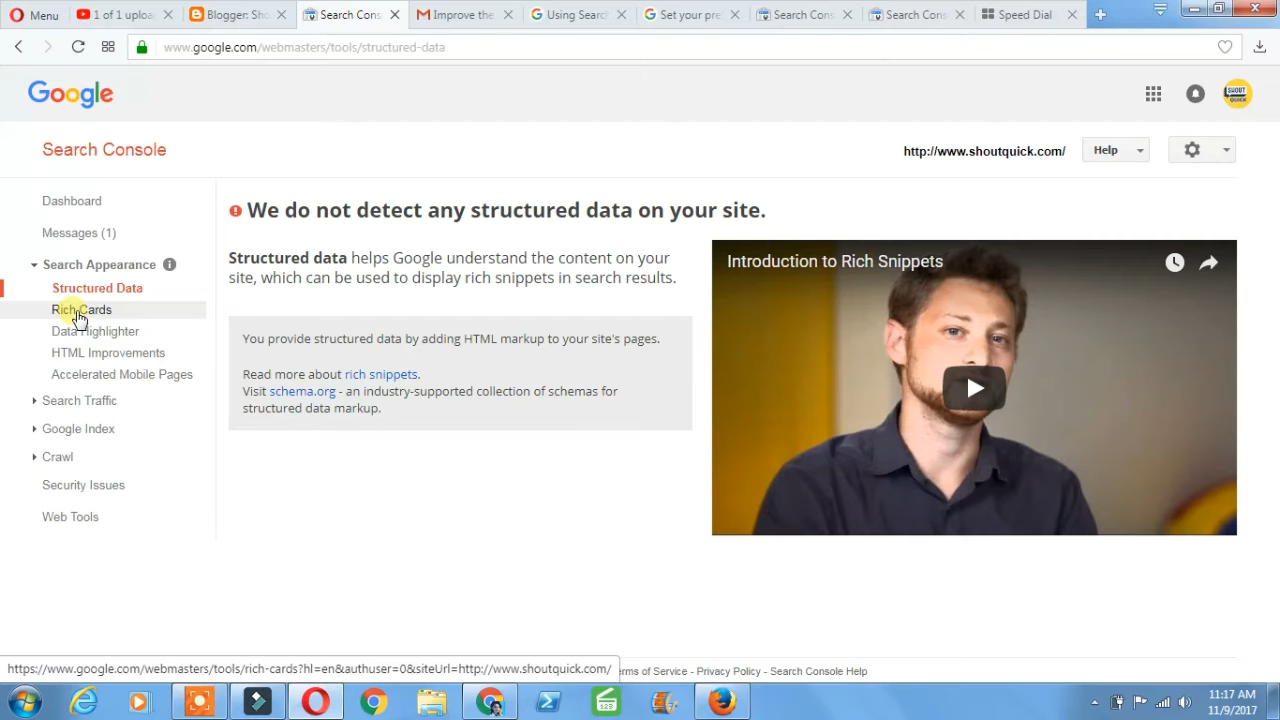 Menu
1 of 1 uploa
Blogger: Sho
Search Cons
Improve the
Using Search
Set your pre
Search Cons
Search Cons
Speed Dial
www.google.com/webmasters/tools/structured-data
Google
SHOUT
QUICK
Search Console
http://www.shoutquick.com/
Help
Dashboard
Messages (1)
Search Appearance
Structured Data
Rich Cards
Data Highlighter
HTML Improvements
Accelerated Mobile Pages
Search Traffic
Google Index
Crawl
Security Issues
Web Tools
We do not detect any structured data on your site.
Structured data helps Google understand the content on your
site, which can be used to display rich snippets in search results.
You provide structured data by adding HTML markup to your site's pages.
Read more about rich snippets.
Visit schema.org - an industry-supported collection of schemas for
structured data markup.
Introduction to Rich Snippets
https://www.google.com/webmasters/tools/rich-cards?hl=en&authuser=0&siteUrl=http://www.shoutquick.com/
erms of Service - Privacy Policy - Search Console Help
123
11:17 AM
11/9/2017